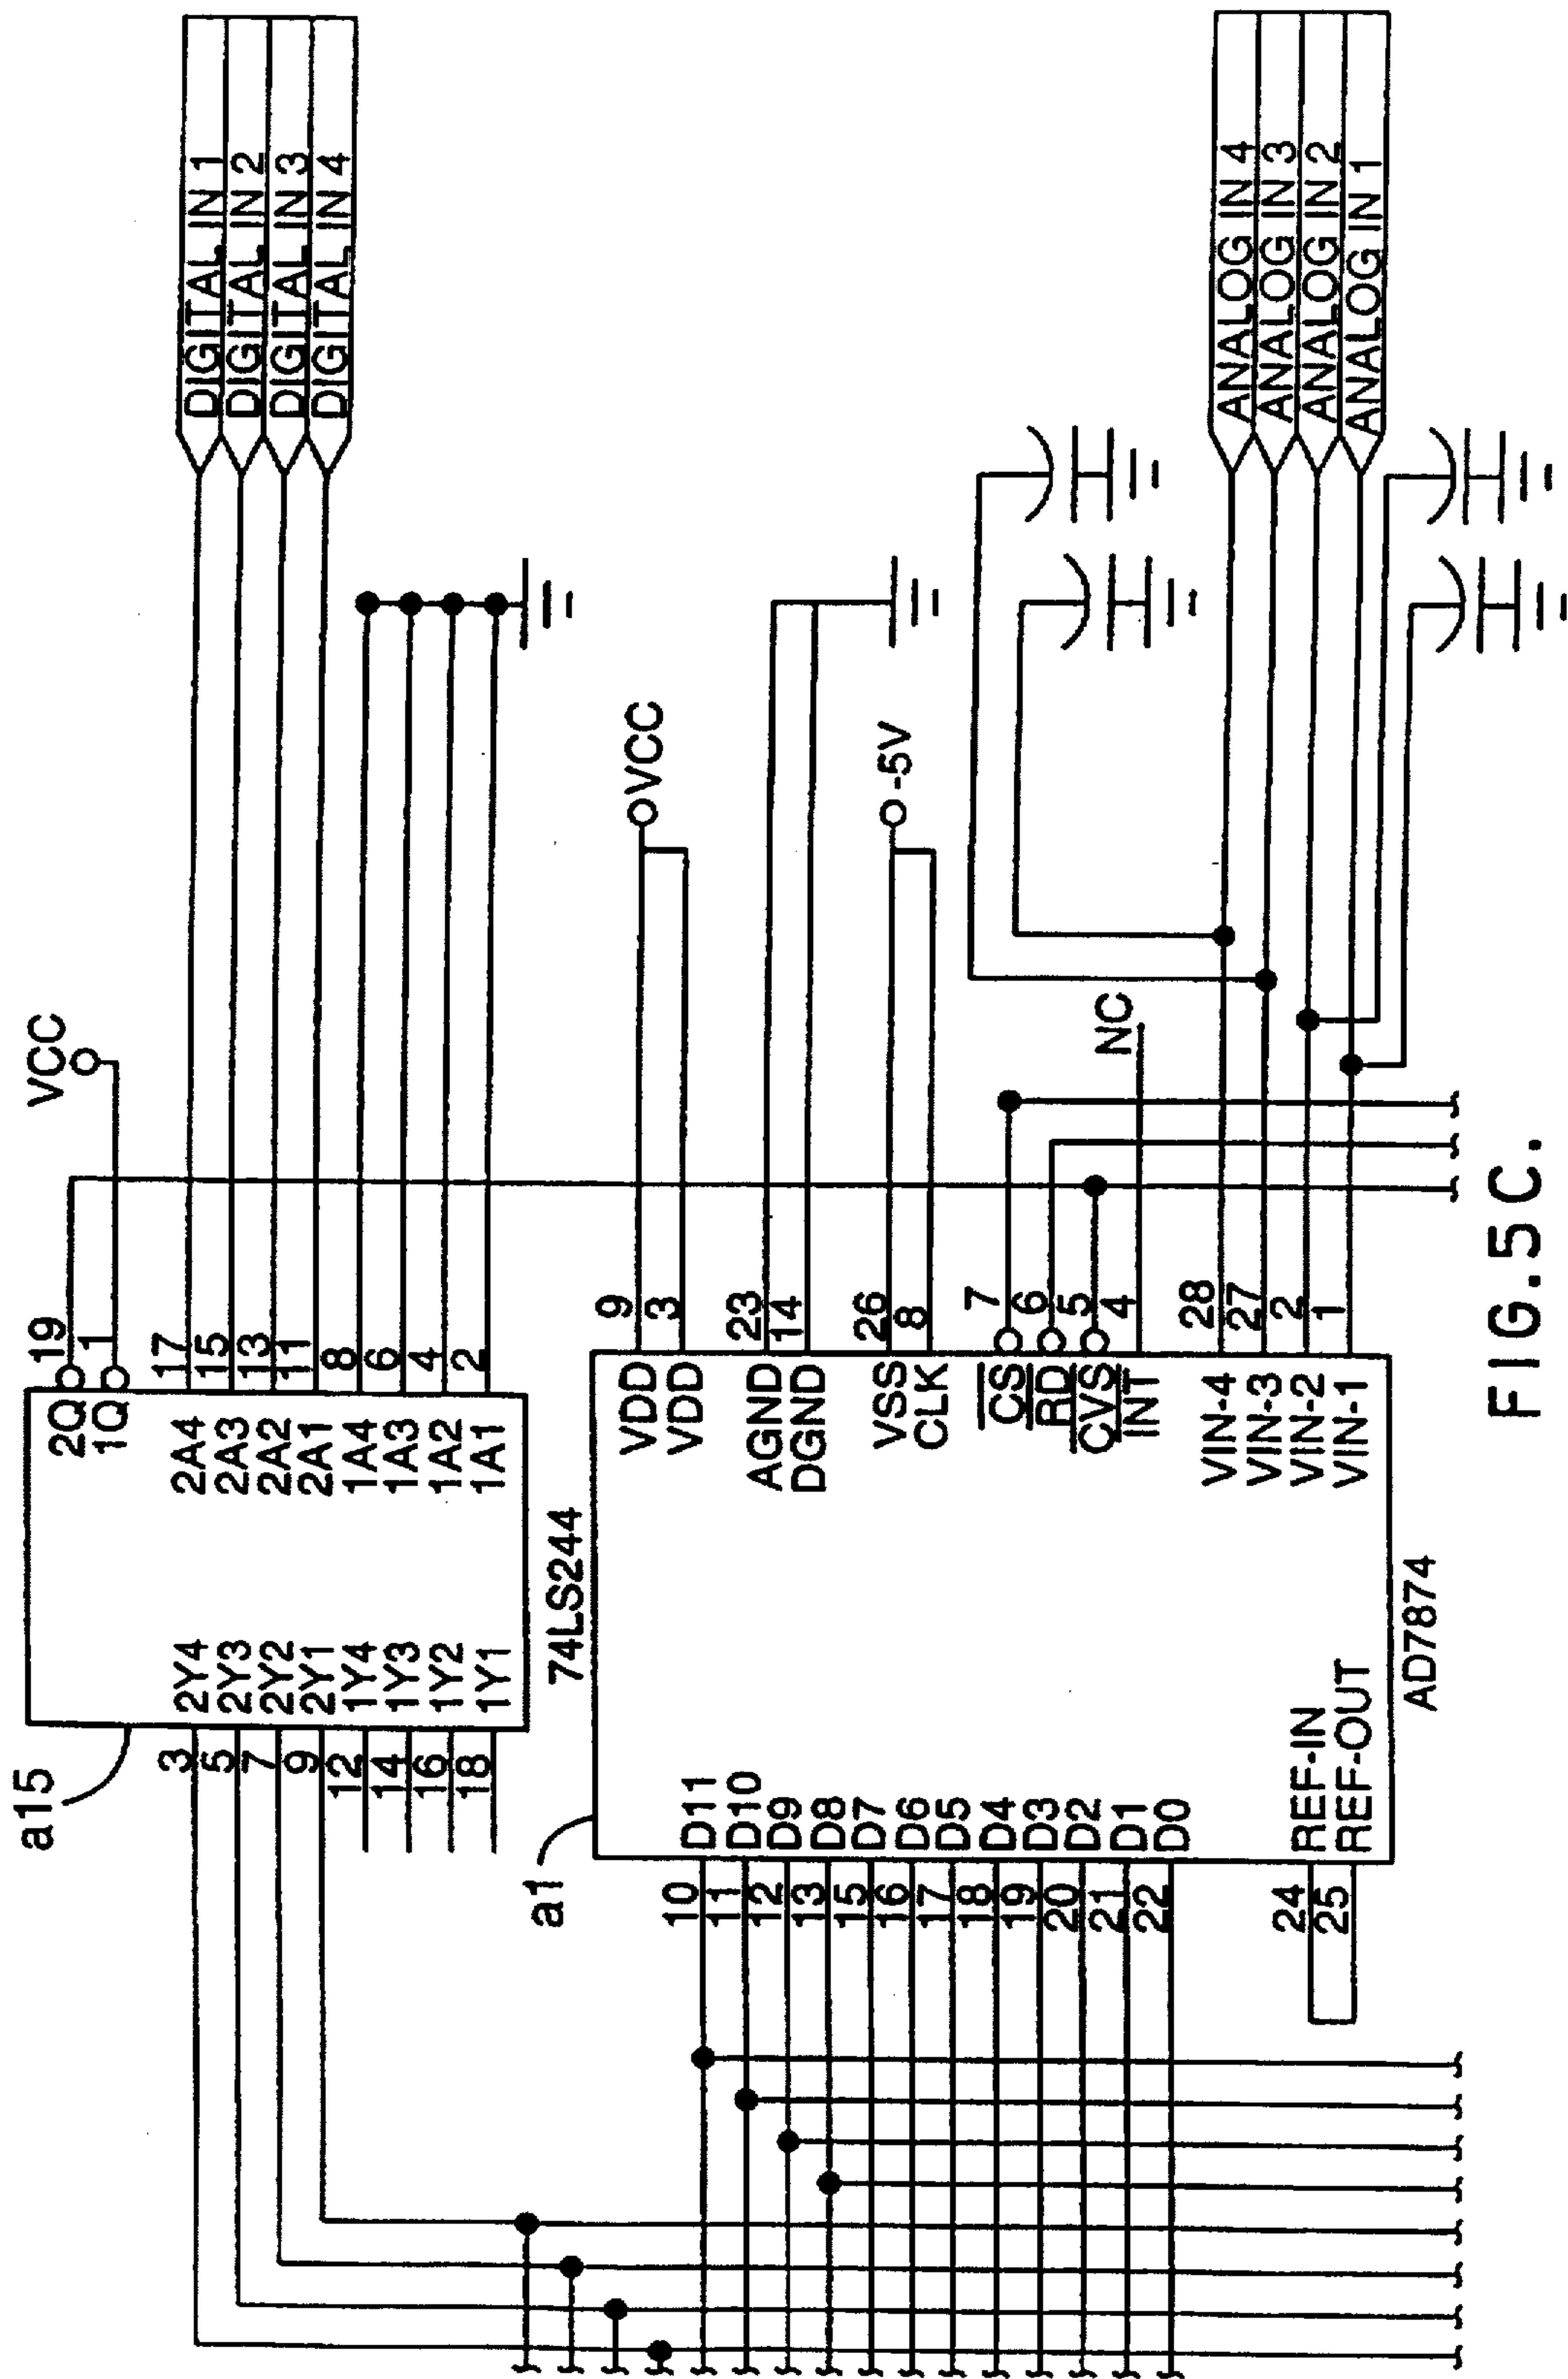 a15
2Y4
2Y3
2Y2
2Y1
1Y4
1Y3
1Y2
1Y1
3
5
7
9
12
14
16
18
2Q
1Q
2A4
2A3
2A2
2A1
1A4
1A3
1A2
1A1
19
1
17
15
13
11
8
6
4
2
VCC
DIGITAL IN 1
DIGITAL IN 2
DIGITAL IN 3
DIGITAL IN 4
74LS244
a1
D11
D10
D9
D8
D7
D6
D5
D4
D3
D2
D1
D0
10
11
12
13
15
16
17
18
19
20
21
22
REF-IN
REF-OUT
24
25
VDD
VDD
AGND
DGND
VSS
CLK
CS
RD
CVS
INT
VIN-4
VIN-3
VIN-2
VIN-1
9
3
23
14
26
8
7
6
5
4
28
27
2
1
VCC
-5V
NC
ANALOG IN 4
ANALOG IN 3
ANALOG IN 2
ANALOG IN 1
AD7874
FIG.5C.